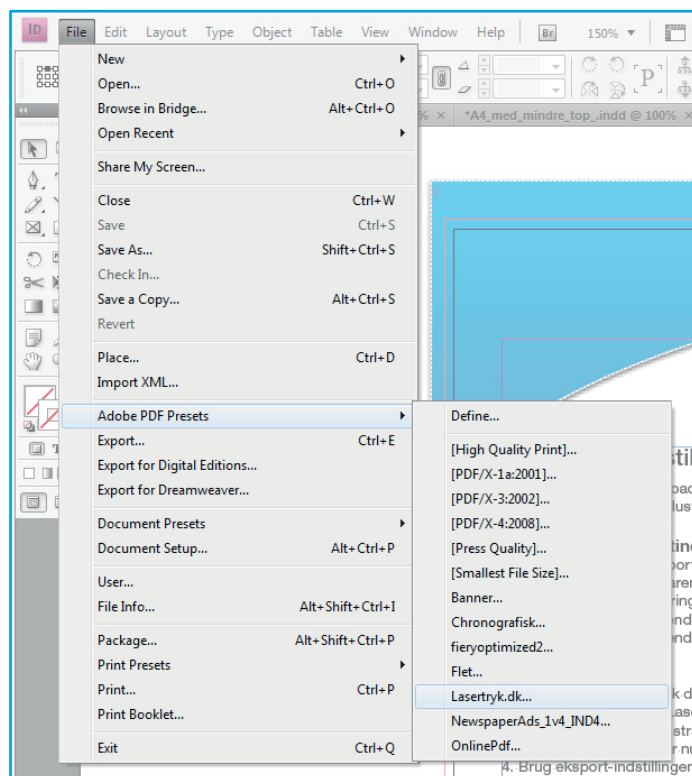 ID File Edit Layout Type Object Table View Window Help Br 150%
New
Open... Ctrl+O
Browse in Bridge... Alt+Ctrl+O
Open Recent
Share My Screen...
Close Ctrl+W
Save Ctrl+S
Save As... Shift+Ctrl+S
Check In...
Save a Copy... Alt+Ctrl+S
Revert
Place... Ctrl+D
Import XML...
Adobe PDF Presets
Export... Ctrl+E
Export for Digital Editions...
Export for Dreamweaver...
Document Presets
Document Setup... Alt+Ctrl+P
User...
File Info... Alt+Shift+Ctrl+I
Package... Alt+Shift+Ctrl+P
Print Presets
Print... Ctrl+P
Print Booklet...
Exit Ctrl+Q
% × *A4_med_mindre_top_.indd @ 100% ×
Define...
[High Quality Print]...
[PDF/X-1a:2001]...
[PDF/X-3:2002]...
[PDF/X-4:2008]...
[Press Quality]...
[Smallest File Size]...
Banner...
Chronografisk...
fieryoptimized2...
Flet...
Lasertryk.dk...
NewspaperAds_1v4_IND4...
OnlinePdf...
4. Brug eksport-indstillinger